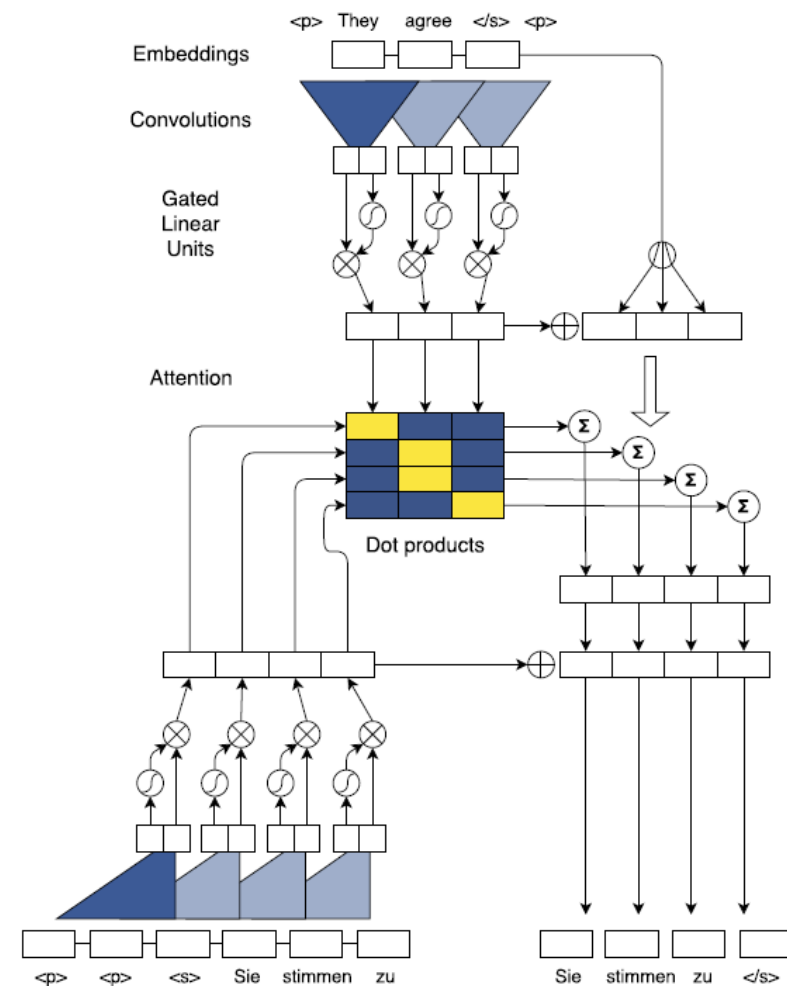 <p> They agree </s> <p>
Embeddings
Convolutions
Gated
Linear
Units
Attention
Σ
Σ
Σ
Σ
Dot products
<p> <p> <s> Sie stimmen zu
Sie stimmen zu </s>